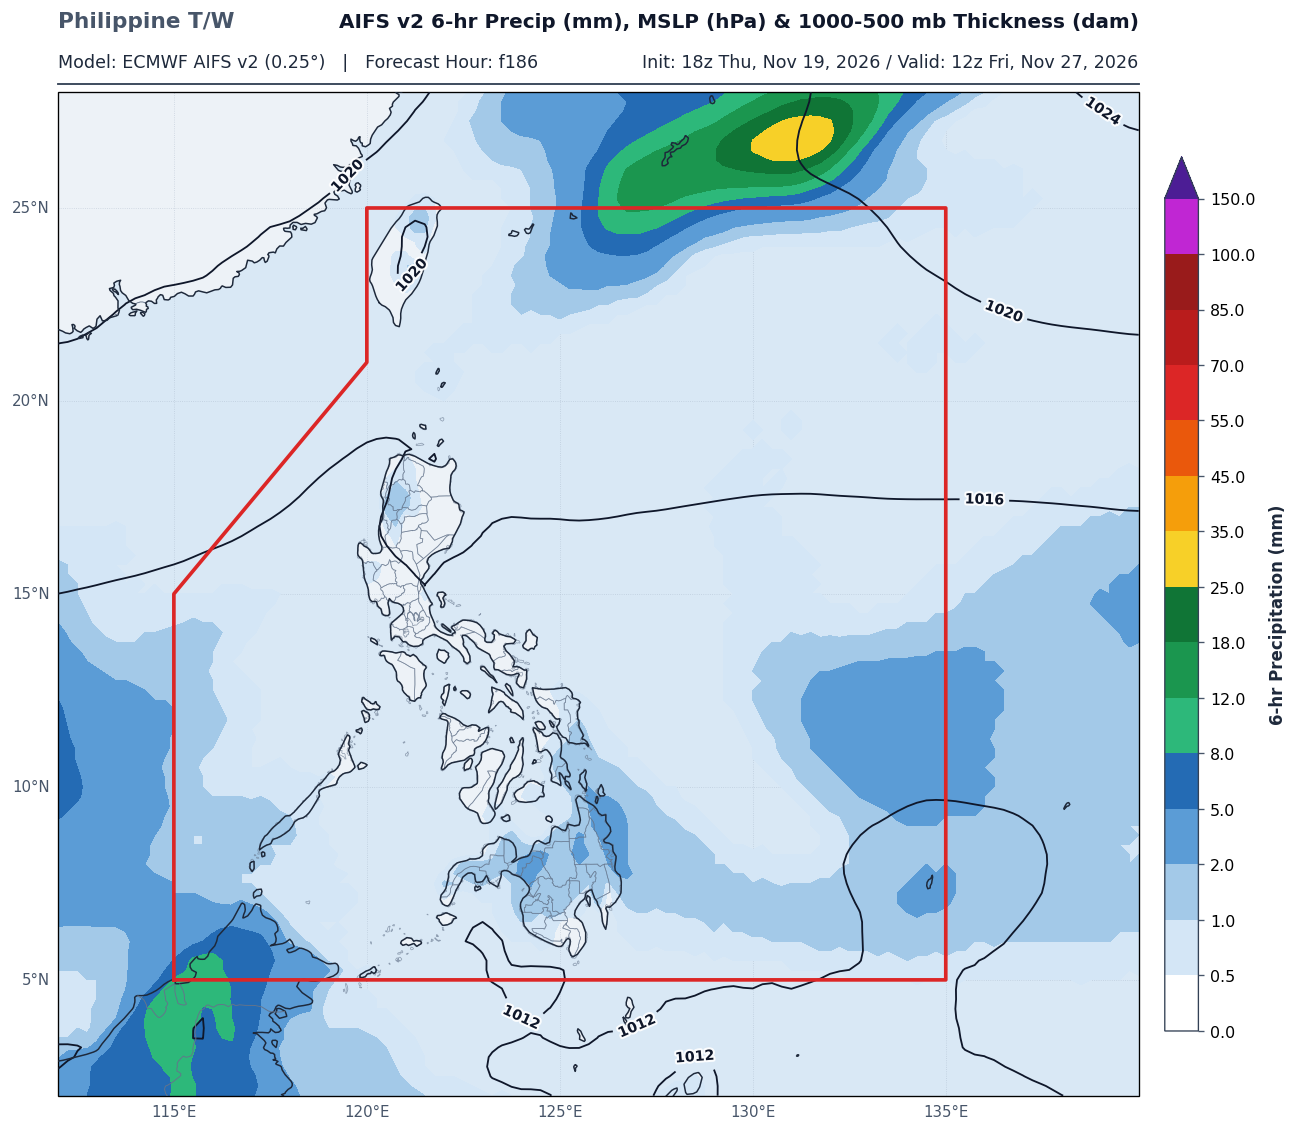 Philippine T/W
AIFS v2 6-hr Precip (mm), MSLP (hPa) & 1000-500 mb Thickness (dam)
Model: ECMWF AIFS v2 (0.25°)   |   Forecast Hour: f186
Init: 18z Thu, Nov 19, 2026 / Valid: 12z Fri, Nov 27, 2026
1024
1020
1020
1020
1016
1012
1012
1012
25°N
20°N
15°N
10°N
5°N
115°E
120°E
125°E
130°E
135°E
150.0
100.0
85.0
70.0
55.0
45.0
35.0
25.0
18.0
12.0
8.0
5.0
2.0
1.0
0.5
0.0
6-hr Precipitation (mm)